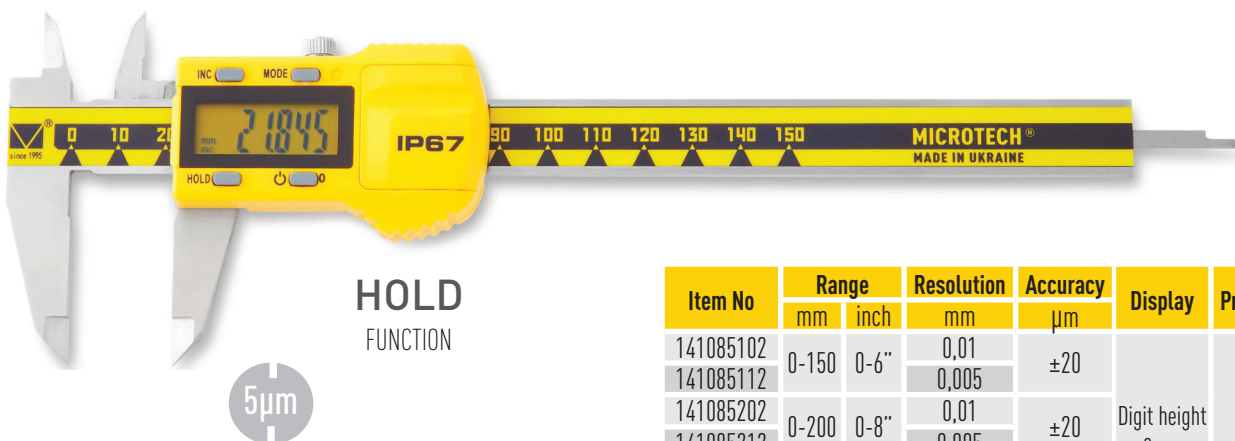 INC MODE
21.845
mm
INC
IP67
HOLD 0
®
since 1995
0 10 90 100 110 120 130 140 150
MICROTECH®
MADE IN UKRAINE
HOLD
FUNCTION
5µm
Item No Range Resolution Accuracy Display
mm inch mm µm
141085102 0-150 0-6” 0,01 ±20
141085112 0,005
141085202 0-200 0-8” 0,01 ±20
Digit height